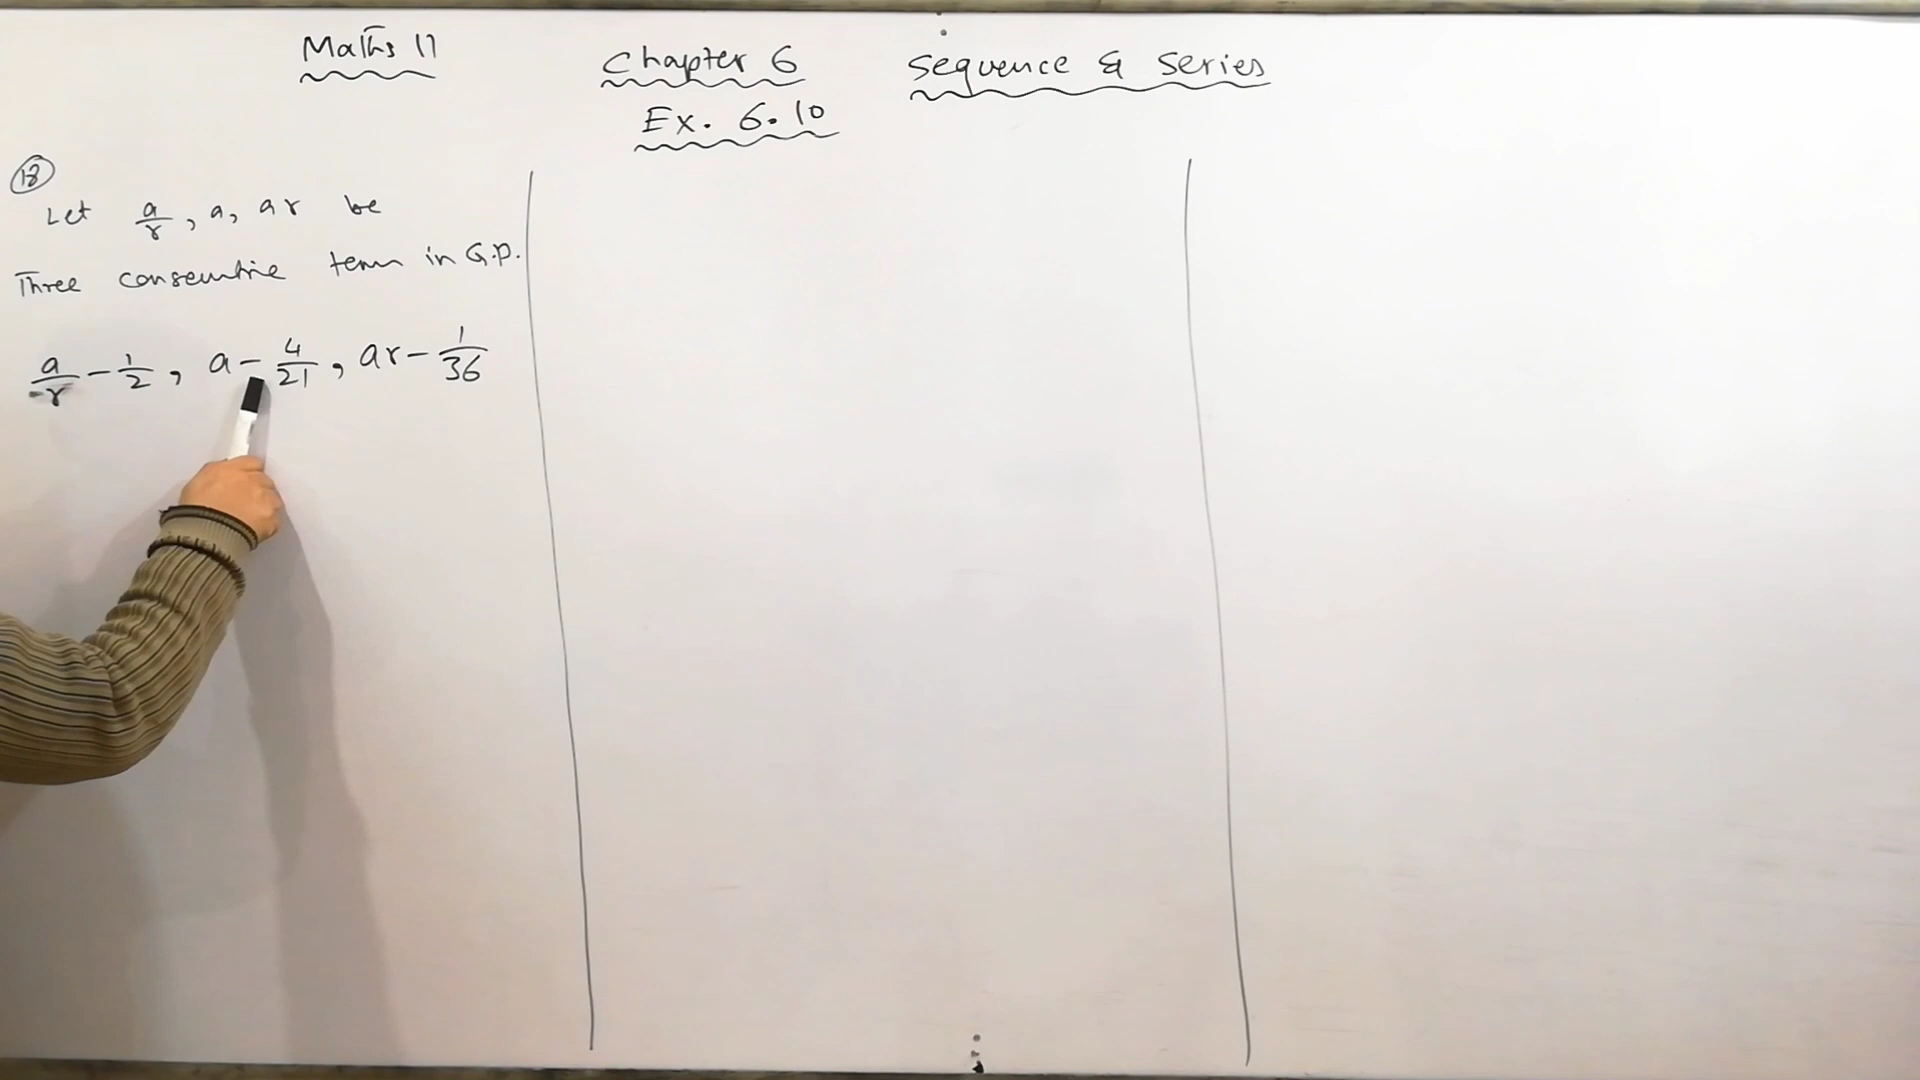 Maths 11
Chapter 6
Sequence & Series
Ex. 6.10
18
Let a/r, a, ar be
Three consecutive term in G.P.
a/r - 1/2, a - 4/21, ar - 1/36